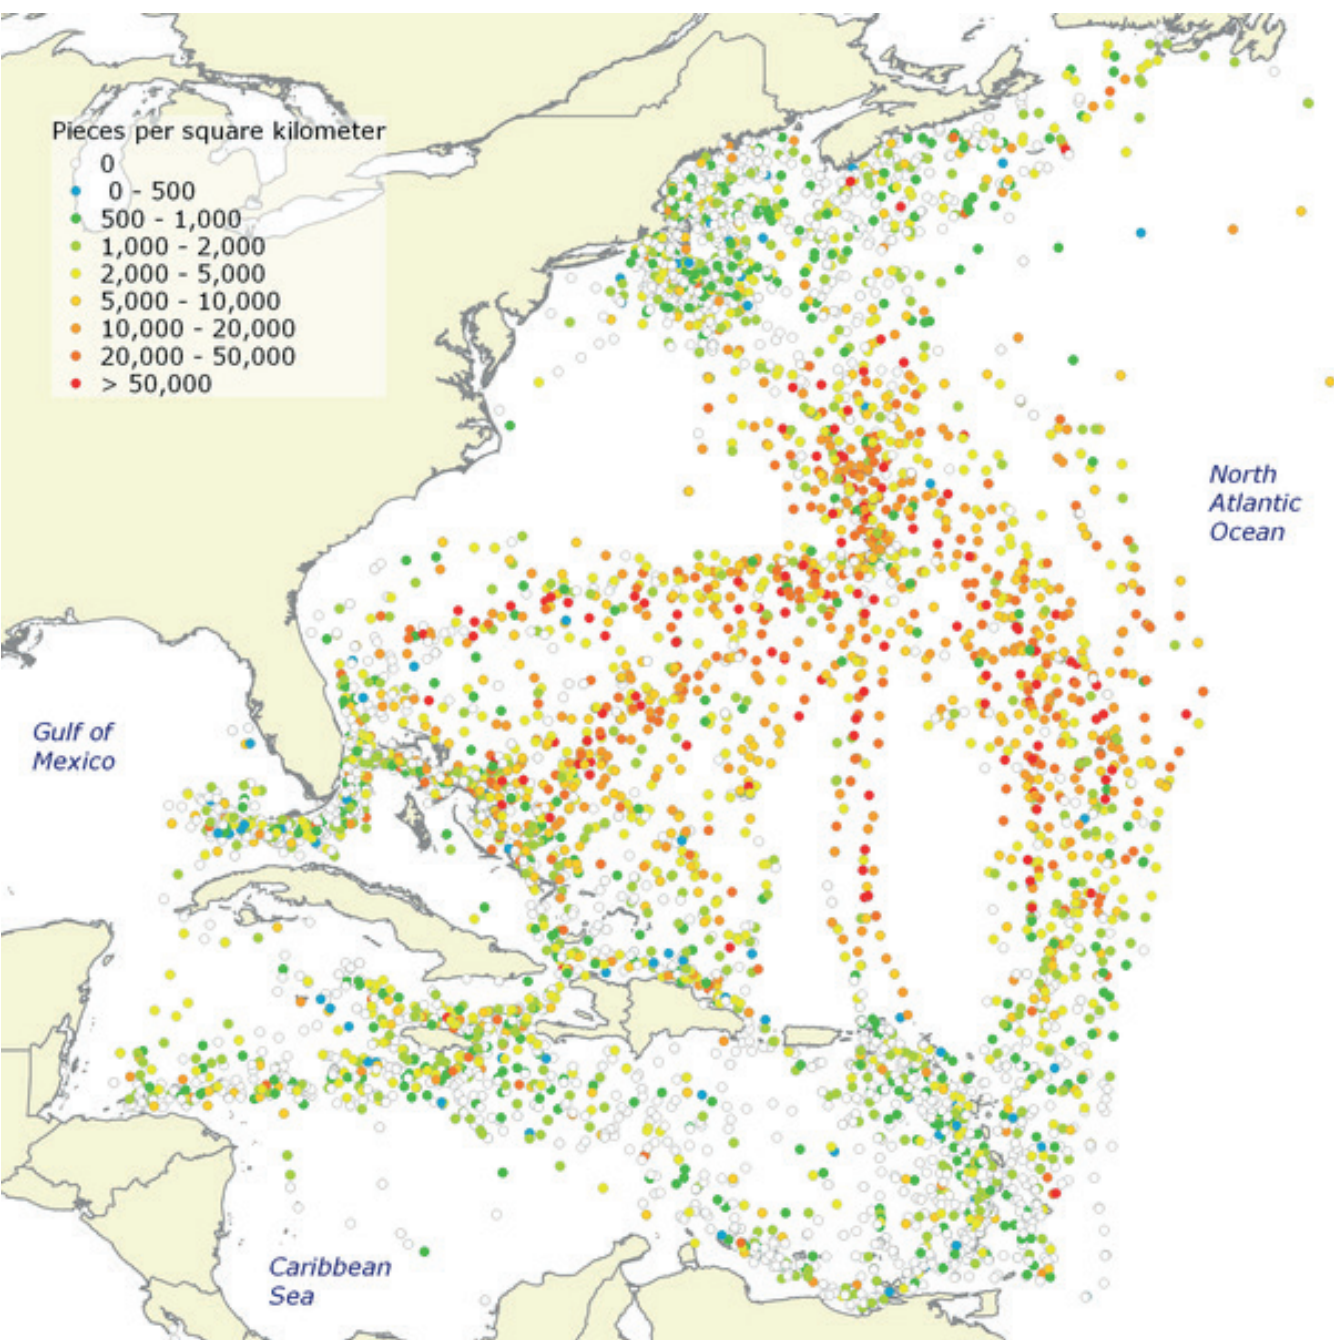 Pieces per square kilometer
0
0 - 500
500 - 1,000
1,000 - 2,000
2,000 - 5,000
5,000 - 10,000
10,000 - 20,000
20,000 - 50,000
> 50,000
North
Atlantic
Ocean
Gulf of
Mexico
Caribbean
Sea